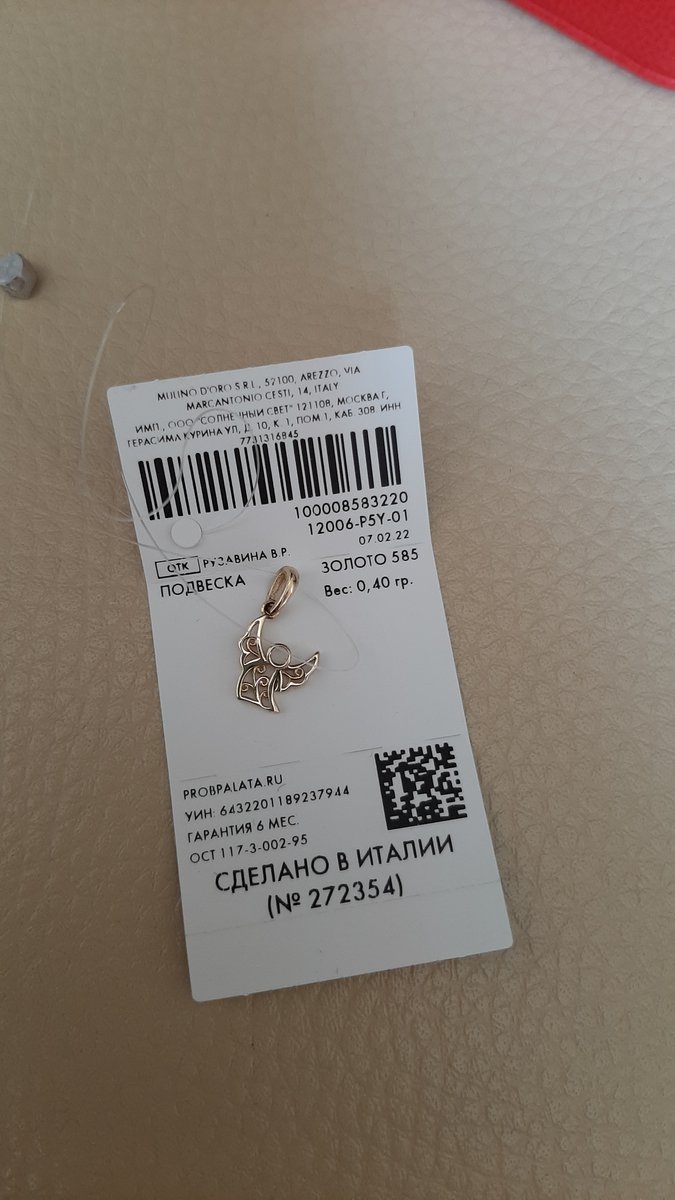 MULINO D'ORO S.R.L., 52100, AREZZO, VIA
MARCANTONIO CESTI, 14, ITALY
ИМП., ООО "СОЛНЕЧНЫЙ СВЕТ" 121108, МОСКВА Г,
ГЕРАСИМА КУРИНА УЛ, Д. 10, К. 1, ПОМ 1, КАБ. 308. ИНН
7731316845
100008583220
12006-P5Y-01
07.02.22
ОТК РУЗАВИНА В.Р. ЗОЛОТО 585
ПОДВЕСКА Вес: 0,40 гр.
PROBPALATA.RU
УИН: 6432201189237944
ГАРАНТИЯ 6 МЕС.
ОСТ 117-3-002-95
СДЕЛАНО В ИТАЛИИ
(№ 272354)